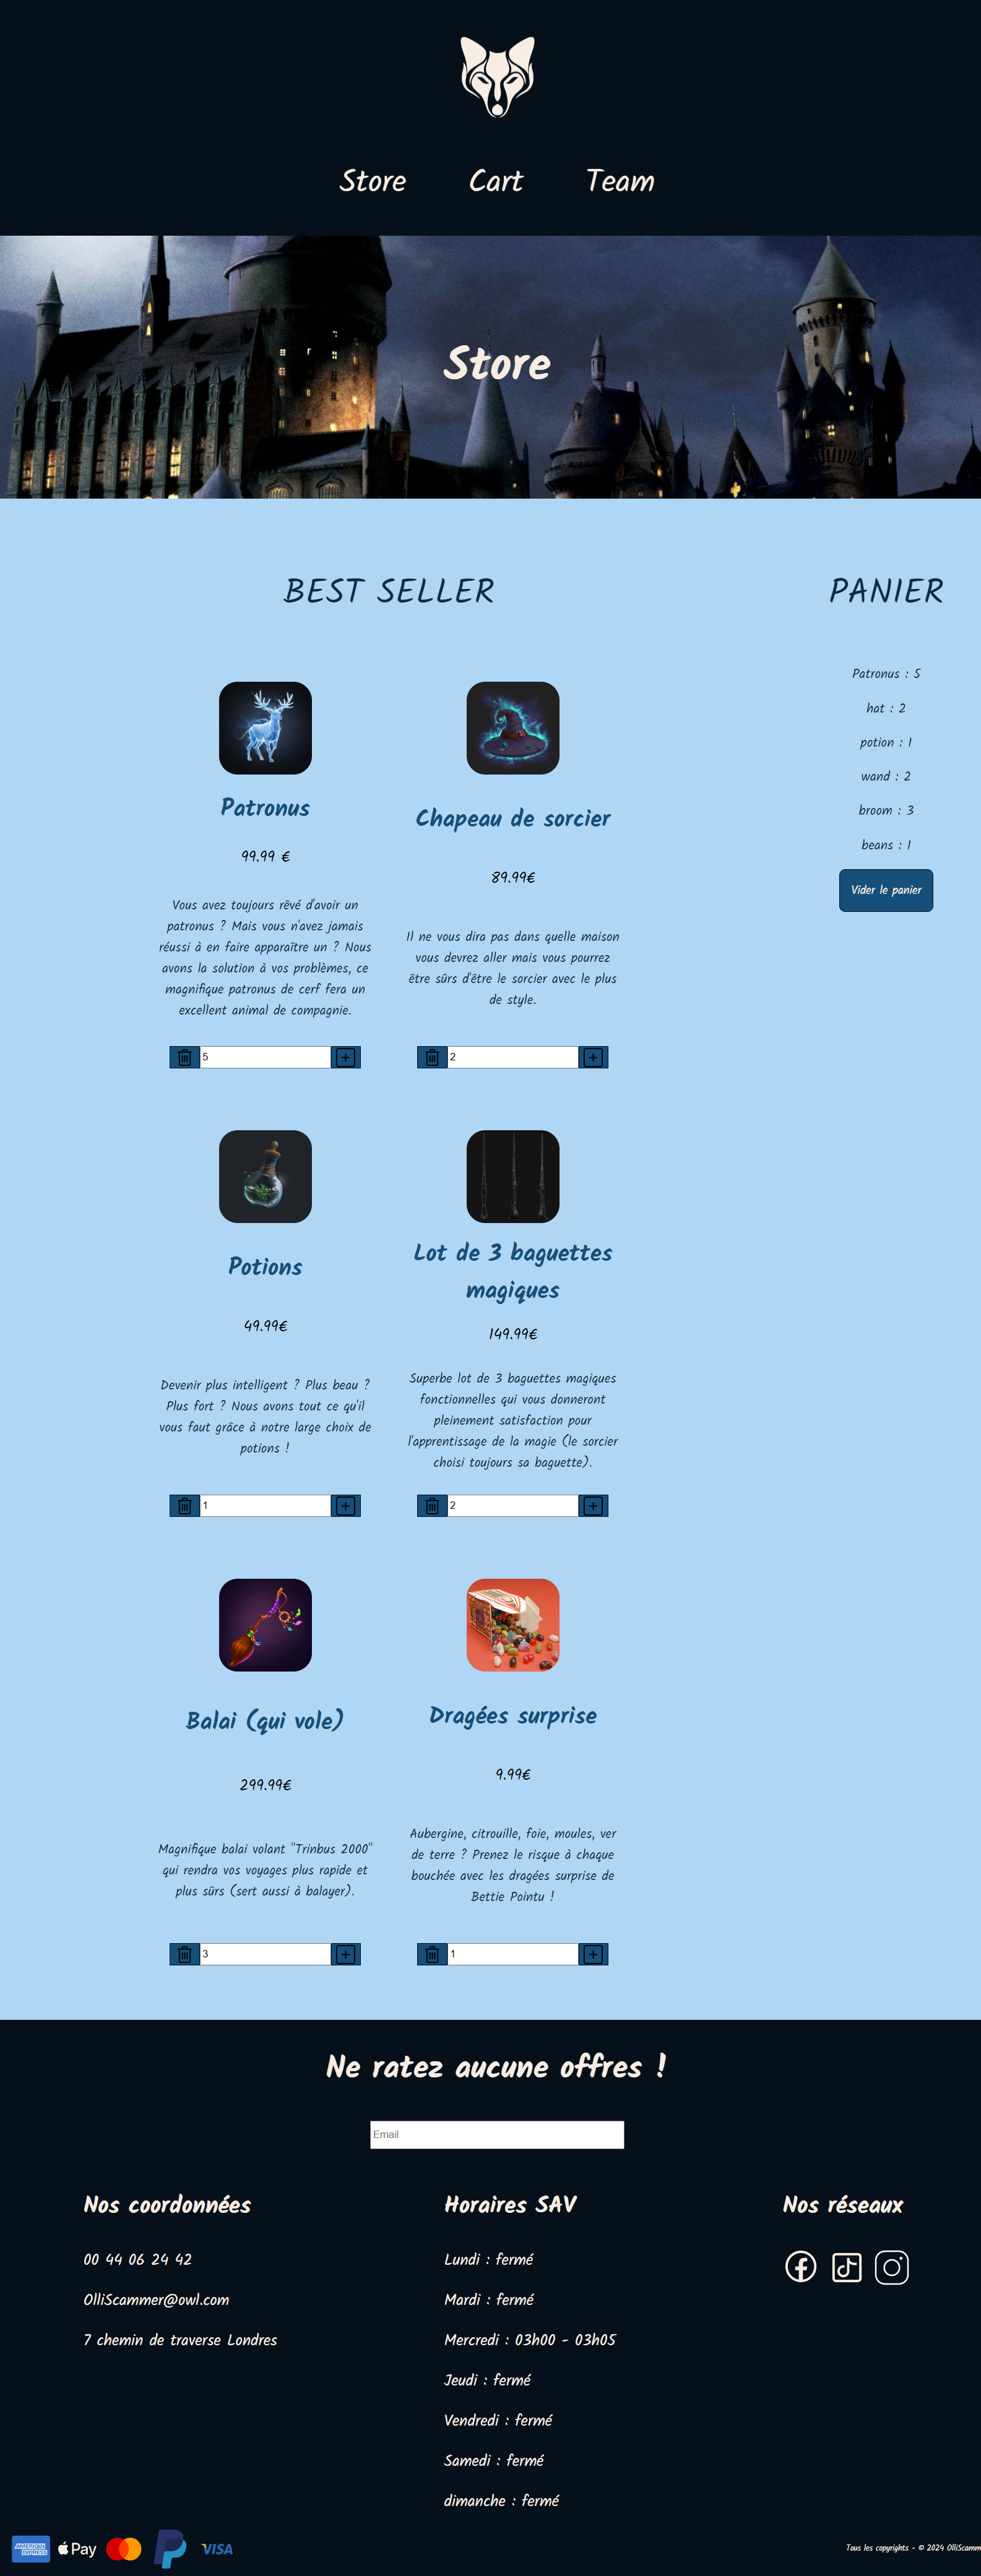 Store Cart Team
Store
BEST SELLER
Patronus
99.99 €
Vous avez toujours rêvé d'avoir un
patronus ? Mais vous n'avez jamais
réussi à en faire apparaître un ? Nous
avons la solution à vos problèmes, ce
magnifique patronus de cerf fera un
excellent animal de compagnie.
5
Chapeau de sorcier
89.99€
Il ne vous dira pas dans quelle maison
vous devrez aller mais vous pourrez
être sûrs d'être le sorcier avec le plus
de style.
2
Potions
49.99€
Devenir plus intelligent ? Plus beau ?
Plus fort ? Nous avons tout ce qu'il
vous faut grâce à notre large choix de
potions !
1
Lot de 3 baguettes
magiques
149.99€
Superbe lot de 3 baguettes magiques
fonctionnelles qui vous donneront
pleinement satisfaction pour
l'apprentissage de la magie (le sorcier
choisi toujours sa baguette).
2
Balai (qui vole)
299.99€
Magnifique balai volant "Trinbus 2000"
qui rendra vos voyages plus rapide et
plus sûrs (sert aussi à balayer).
3
Dragées surprise
9.99€
Aubergine, citrouille, foie, moules, ver
de terre ? Prenez le risque à chaque
bouchée avec les dragées surprise de
Bettie Pointu !
1
PANIER
Patronus : 5
hat : 2
potion : 1
wand : 2
broom : 3
beans : 1
Vider le panier
Ne ratez aucune offres !
Email
Nos coordonnées
00 44 06 24 42
OlliScammer@owl.com
7 chemin de traverse Londres
Horaires SAV
Lundi : fermé
Mardi : fermé
Mercredi : 03h00 - 03h05
Jeudi : fermé
Vendredi : fermé
Samedi : fermé
dimanche : fermé
Nos réseaux
AMERICAN
EXPRESS
Pay
VISA
Tous les copyrights - © 2024 OlliScamm